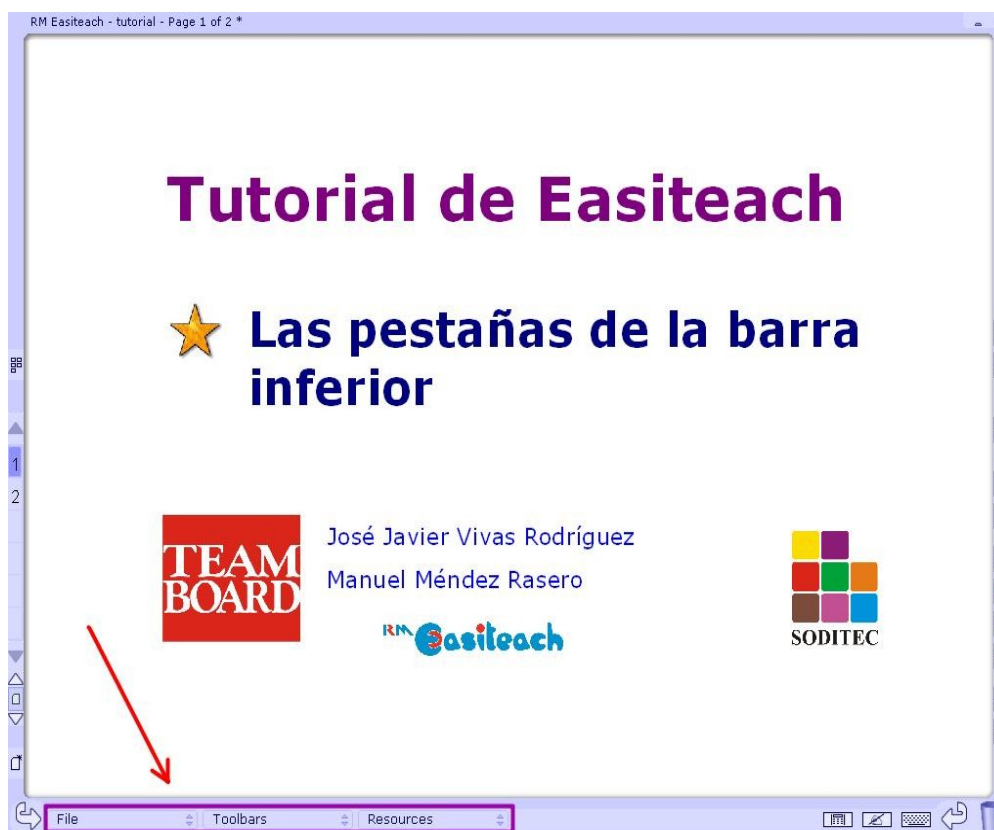 RM Easiteach - tutorial - Page 1 of 2 *
Tutorial de Easiteach
Las pestañas de la barra
inferior
1
2
TEAM
BOARD
José Javier Vivas Rodríguez
Manuel Méndez Rasero
RM Easiteach
SODITEC
File
Toolbars
Resources